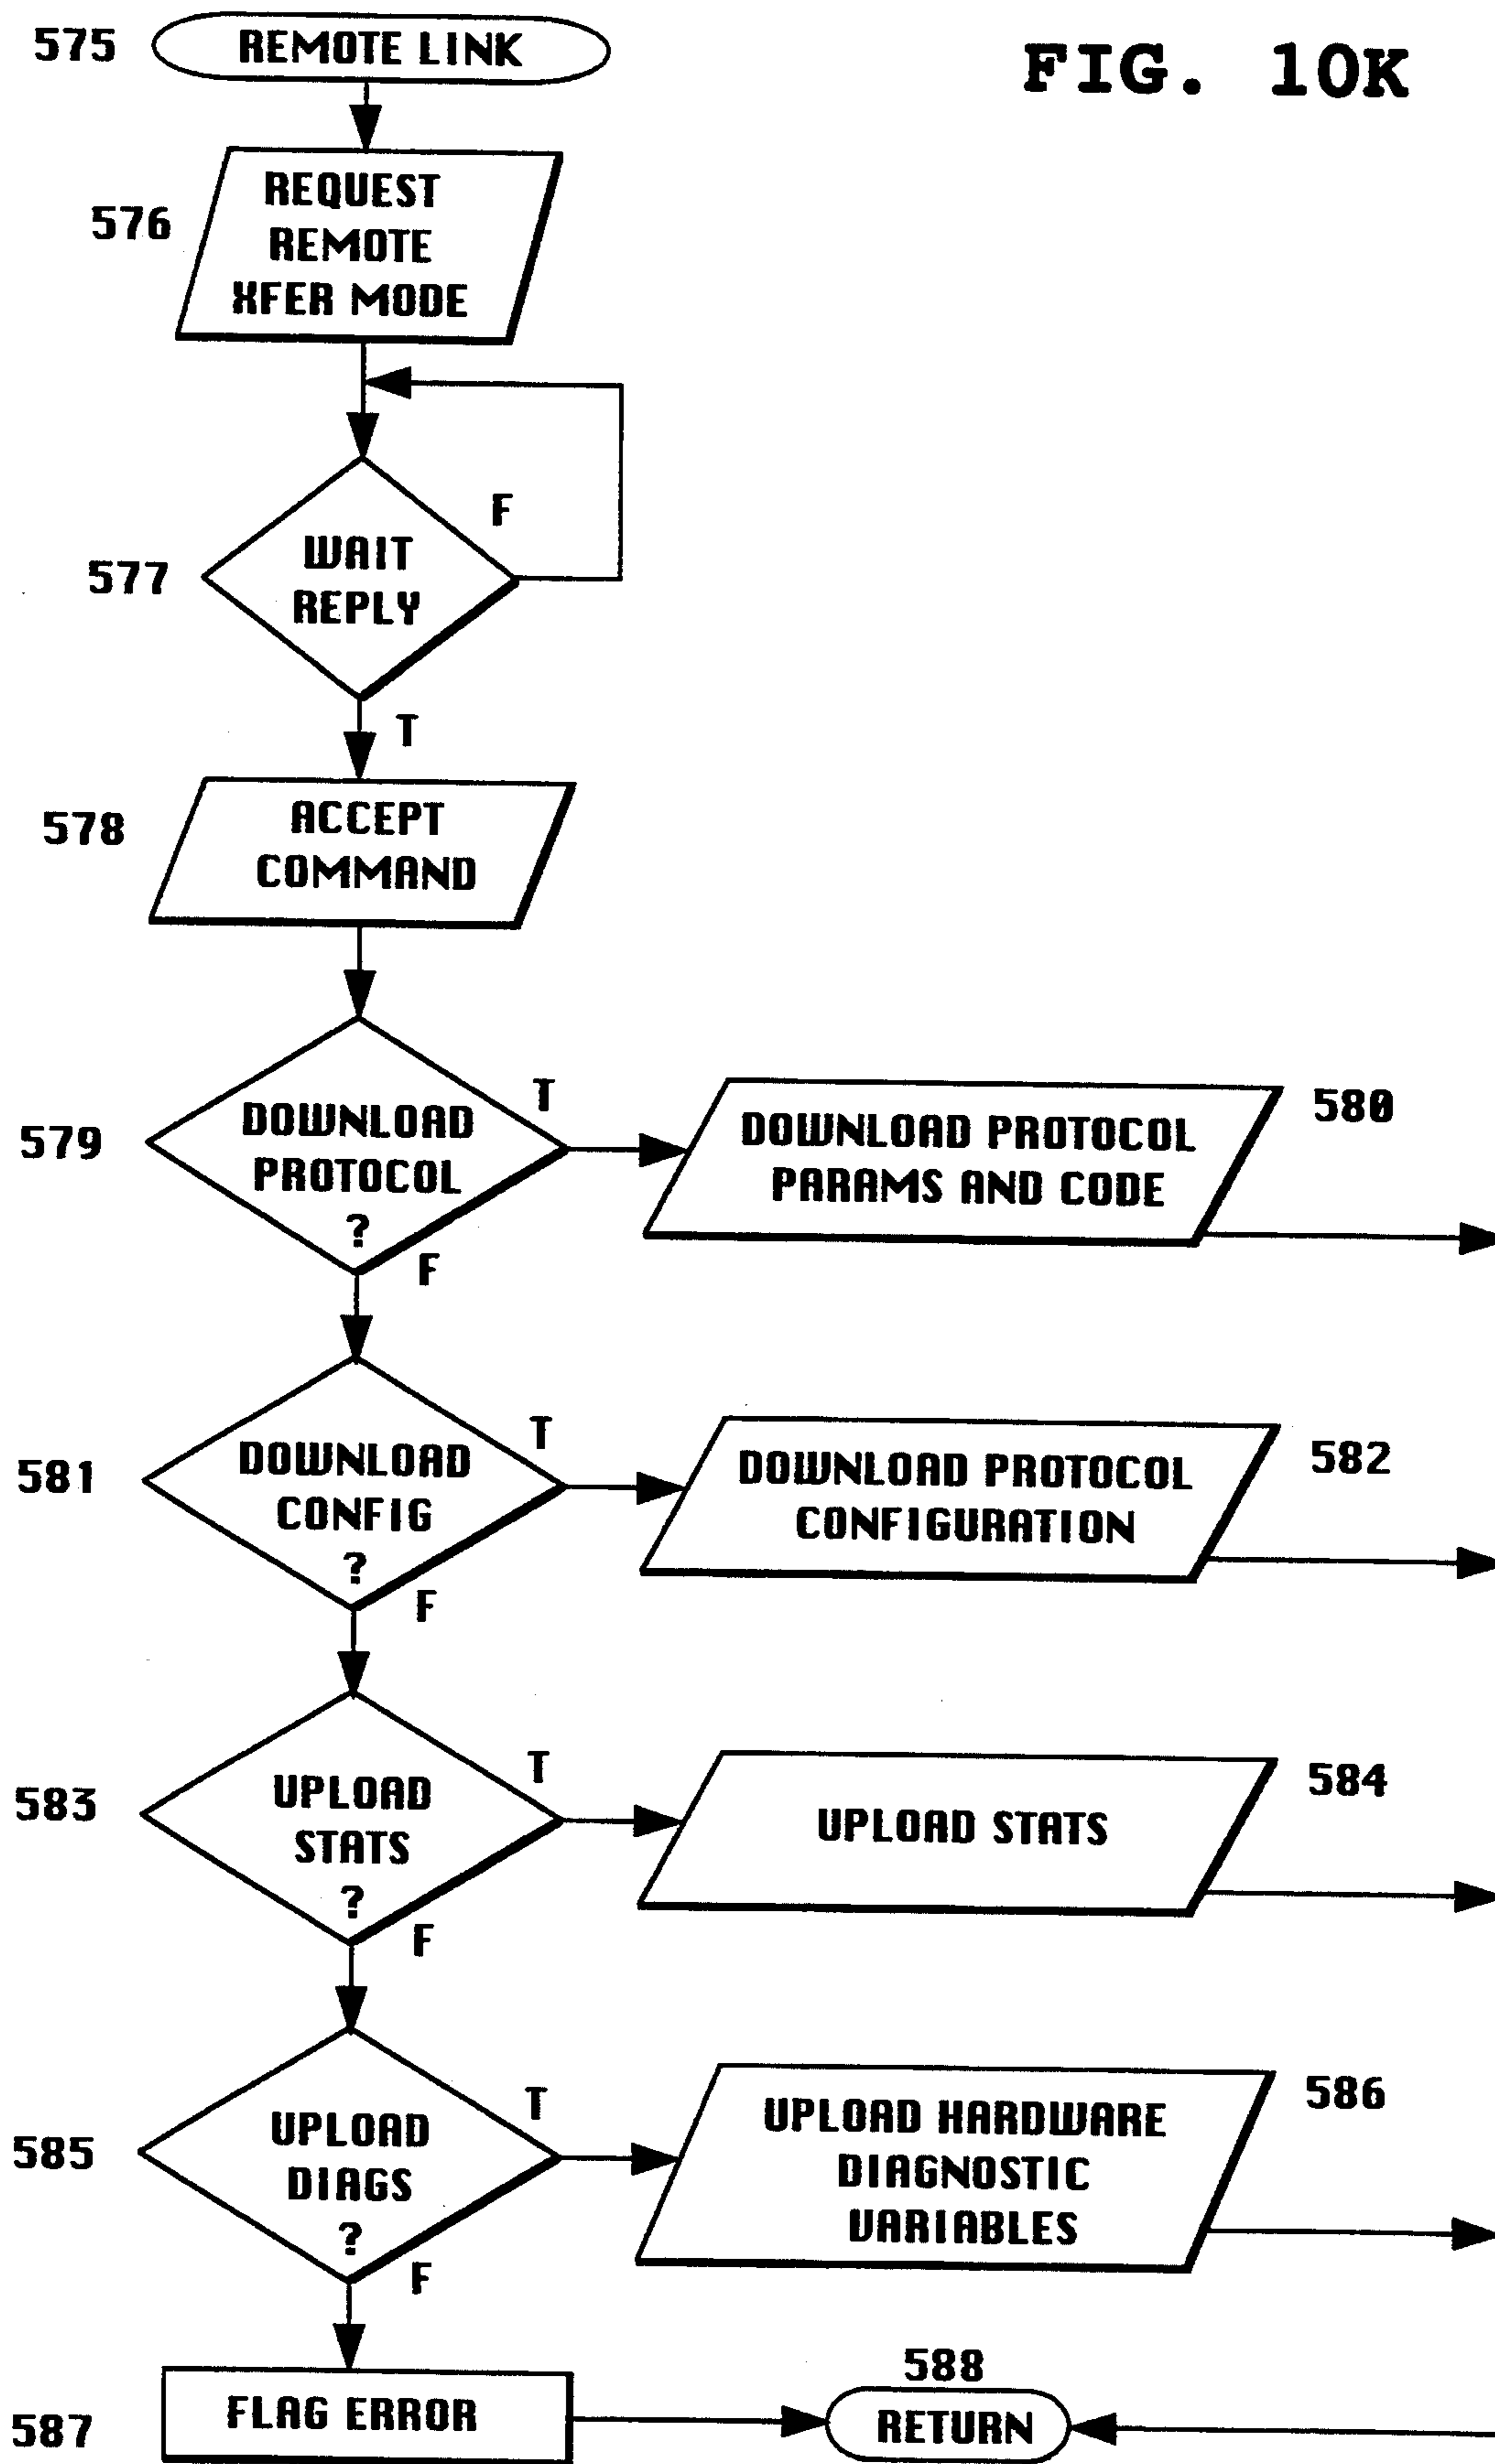 575
REMOTE LINK
FIG. 10K
576
REQUEST
REMOTE
XFER MODE
577
WAIT
REPLY
F
T
578
ACCEPT
COMMAND
579
DOWNLOAD
PROTOCOL
?
T
F
DOWNLOAD PROTOCOL
PARAMS AND CODE
580
581
DOWNLOAD
CONFIG
?
T
F
DOWNLOAD PROTOCOL
CONFIGURATION
582
583
UPLOAD
STATS
?
T
F
UPLOAD STATS
584
585
UPLOAD
DIAGS
?
T
F
UPLOAD HARDWARE
DIAGNOSTIC
VARIABLES
586
587
FLAG ERROR
588
RETURN